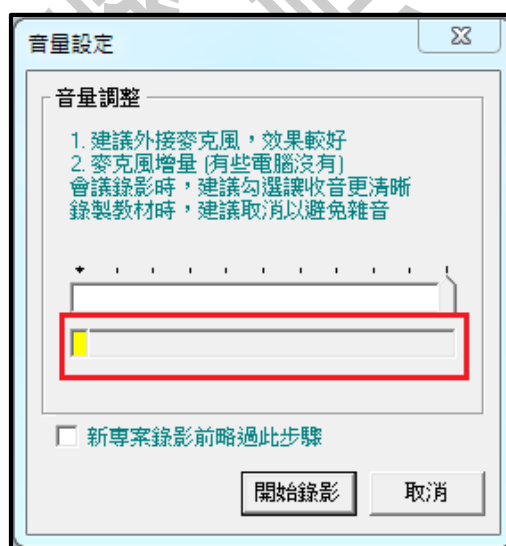 音量設定
音量調整
1. 建議外接麥克風，效果較好
2. 麥克風增量 (有些電腦沒有)
會議錄影時，建議勾選讓收音更清晰
錄製教材時，建議取消以避免雜音
新專案錄影前略過此步驟
開始錄影
取消